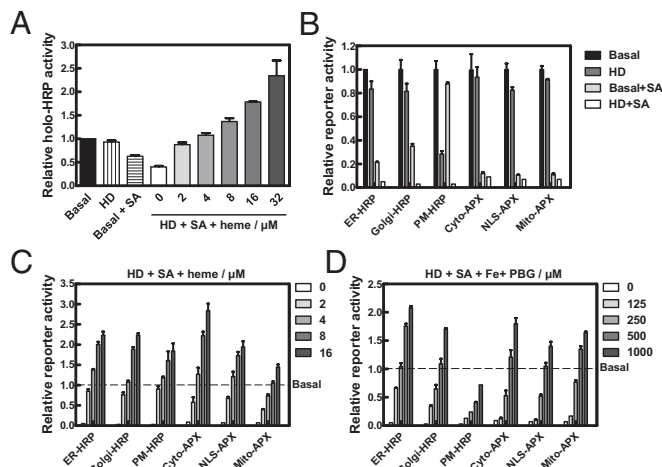 A
Relative holo-HRP activity
3.0
2.5
2.0
1.5
1.0
0.5
0.0
Basal
HD
Basal + SA
0
2
4
8
16
32
HD + SA + heme / µM
B
Relative reporter activity
1.2
1.0
0.8
0.6
0.4
0.2
0.0
ER-HRP
Golgi-HRP
PM-HRP
Cyto-APX
NLS-APX
Mito-APX
Basal
HD
Basal+SA
HD+SA
C
HD + SA + heme / µM
Relative reporter activity
3.5
3.0
2.5
2.0
1.5
1.0
0.5
0.0
ER-HRP
Golgi-HRP
PM-HRP
Cyto-APX
NLS-APX
Mito-APX
0
2
4
8
16
Basal
D
HD + SA + Fe+ PBG / µM
Relative reporter activity
2.5
2.0
1.5
1.0
0.5
0.0
ER-HRP
Golgi-HRP
PM-HRP
Cyto-APX
NLS-APX
Mito-APX
0
125
250
500
1000
Basal